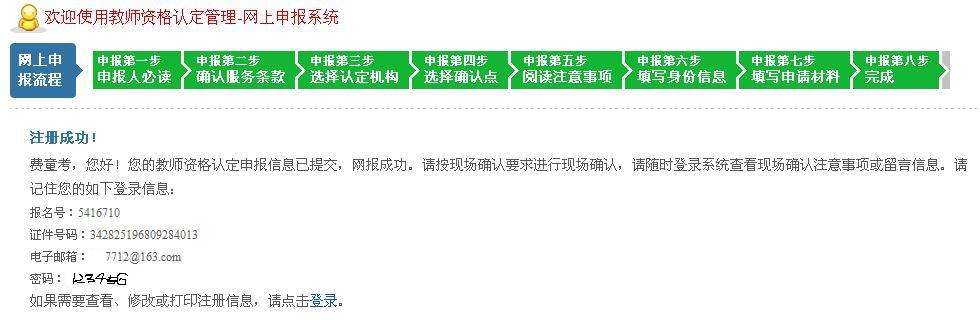 欢迎使用教师资格认定管理-网上申报系统
网上申
报流程
申报第一步
申报人必读
申报第二步
确认服务条款
申报第三步
选择认定机构
申报第四步
选择确认点
申报第五步
阅读注意事项
申报第六步
填写身份信息
申报第七步
填写申请材料
申报第八步
完成
注册成功！
费童考，您好！您的教师资格认定申报信息已提交，网报成功。请按现场确认要求进行现场确认，请随时登录系统查看现场确认注意事项或留言信息。请
记住您的如下登录信息：
报名号：5416710
证件号码：342825196809284013
电子邮箱： 7712@163.com
密码： 123456
如果需要查看、修改或打印注册信息，请点击登录。